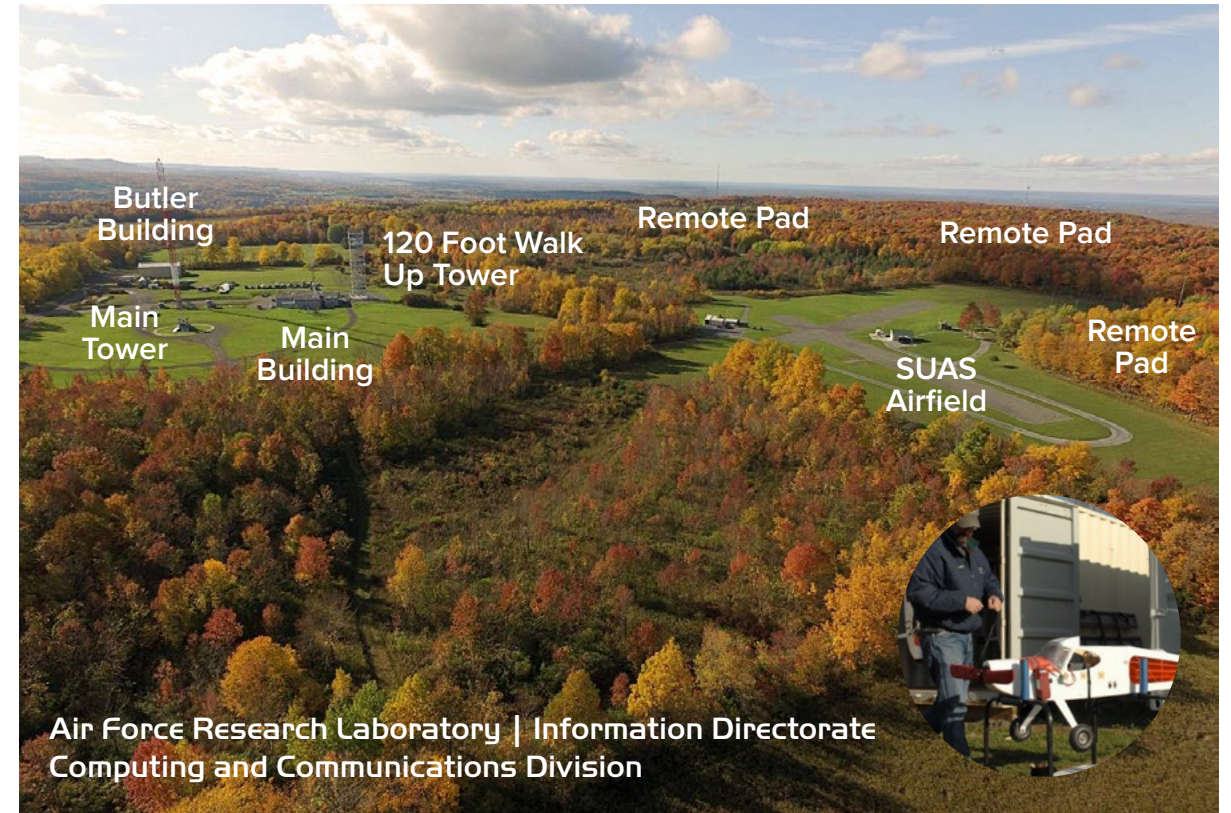 Butler
Building
120 Foot Walk
Up Tower
Remote Pad
Remote Pad
Main
Tower
Main
Building
Remote
Pad
SUAS
Airfield
Air Force Research Laboratory | Information Directorate
Computing and Communications Division